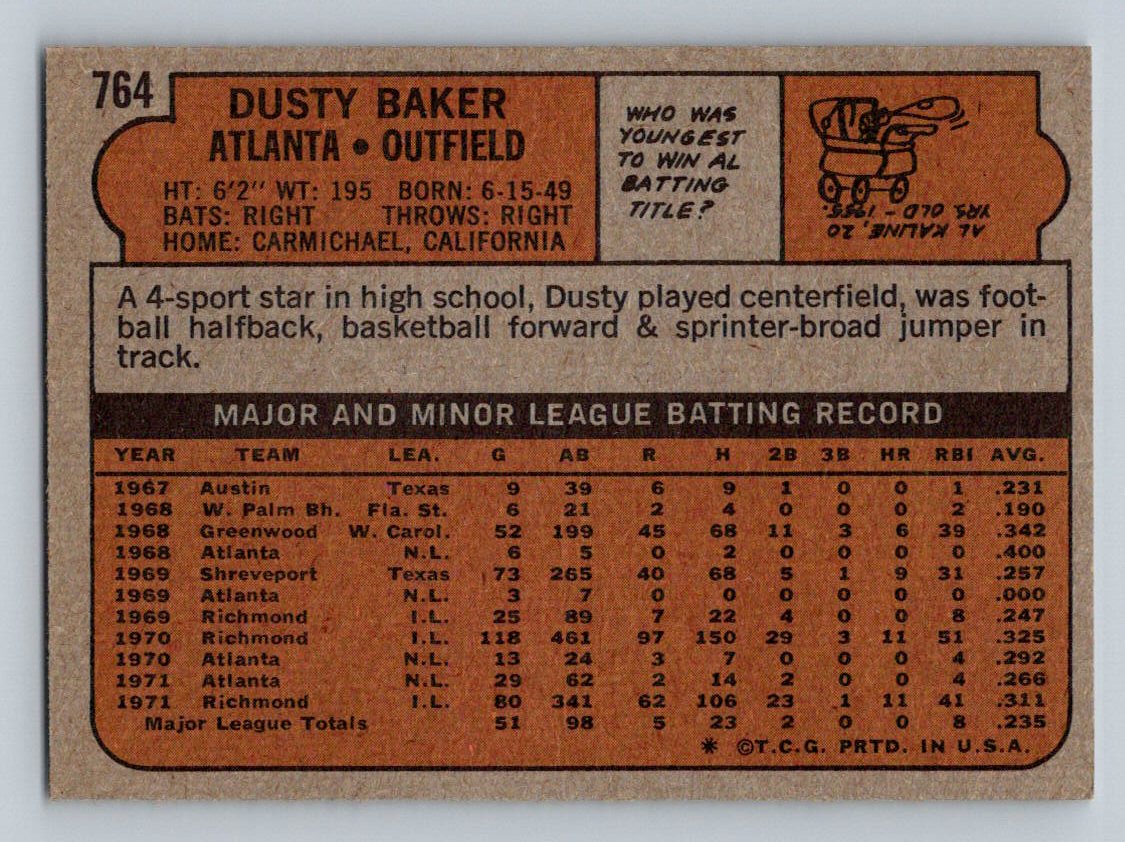 764
DUSTY BAKER
ATLANTA • OUTFIELD
HT: 6'2" WT: 195 BORN: 6-15-49
BATS: RIGHT THROWS: RIGHT
HOME: CARMICHAEL, CALIFORNIA
WHO WAS
YOUNGEST
TO WIN AL
BATTING
TITLE?
AL KALINE, 20
YRS. OLD - 1955.
A 4-sport star in high school, Dusty played centerfield, was foot-
ball halfback, basketball forward & sprinter-broad jumper in
track.
MAJOR AND MINOR LEAGUE BATTING RECORD
YEAR TEAM LEA. G AB R H 2B 3B HR RBI AVG.
1967 Austin Texas 9 39 6 9 1 0 0 1 .231
1968 W. Palm Bh. Fla. St. 6 21 2 4 0 0 0 2 .190
1968 Greenwood W. Carol. 52 199 45 68 11 3 6 39 .342
1968 Atlanta N.L. 6 5 0 2 0 0 0 0 .400
1969 Shreveport Texas 73 265 40 68 5 1 9 31 .257
1969 Atlanta N.L. 3 7 0 0 0 0 0 0 .000
1969 Richmond I.L. 25 89 7 22 4 0 0 8 .247
1970 Richmond I.L. 118 461 97 150 29 3 11 51 .325
1970 Atlanta N.L. 13 24 3 7 0 0 0 4 .292
1971 Atlanta N.L. 29 62 2 14 2 0 0 4 .266
1971 Richmond I.L. 80 341 62 106 23 1 11 41 .311
Major League Totals 51 98 5 23 2 0 0 8 .235
* ©T.C.G. PRTD. IN U.S.A.